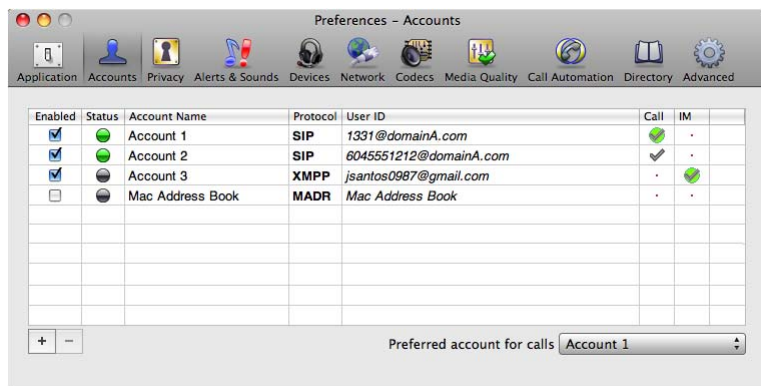 Preferences – Accounts
Application Accounts Privacy Alerts & Sounds Devices Network Codecs Media Quality Call Automation Directory Advanced
Enabled Status Account Name Protocol User ID Call IM
Account 1 SIP 1331@domainA.com
Account 2 SIP 6045551212@domainA.com
Account 3 XMPP jsantos0987@gmail.com
Mac Address Book MADR Mac Address Book
+ −
Preferred account for calls Account 1